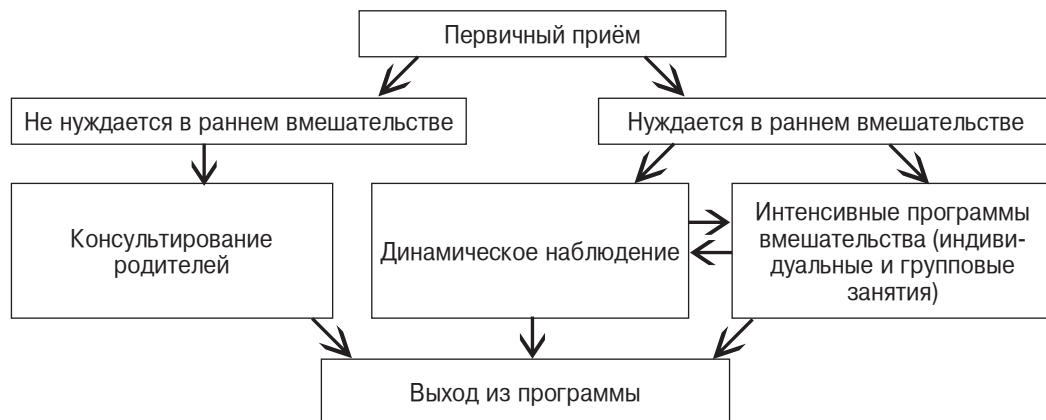 Первичный приём
Не нуждается в раннем вмешательстве
Нуждается в раннем вмешательстве
Консультирование
родителей
Динамическое наблюдение
Интенсивные программы
вмешательства (индиви-
дуальные и групповые
занятия)
Выход из программы